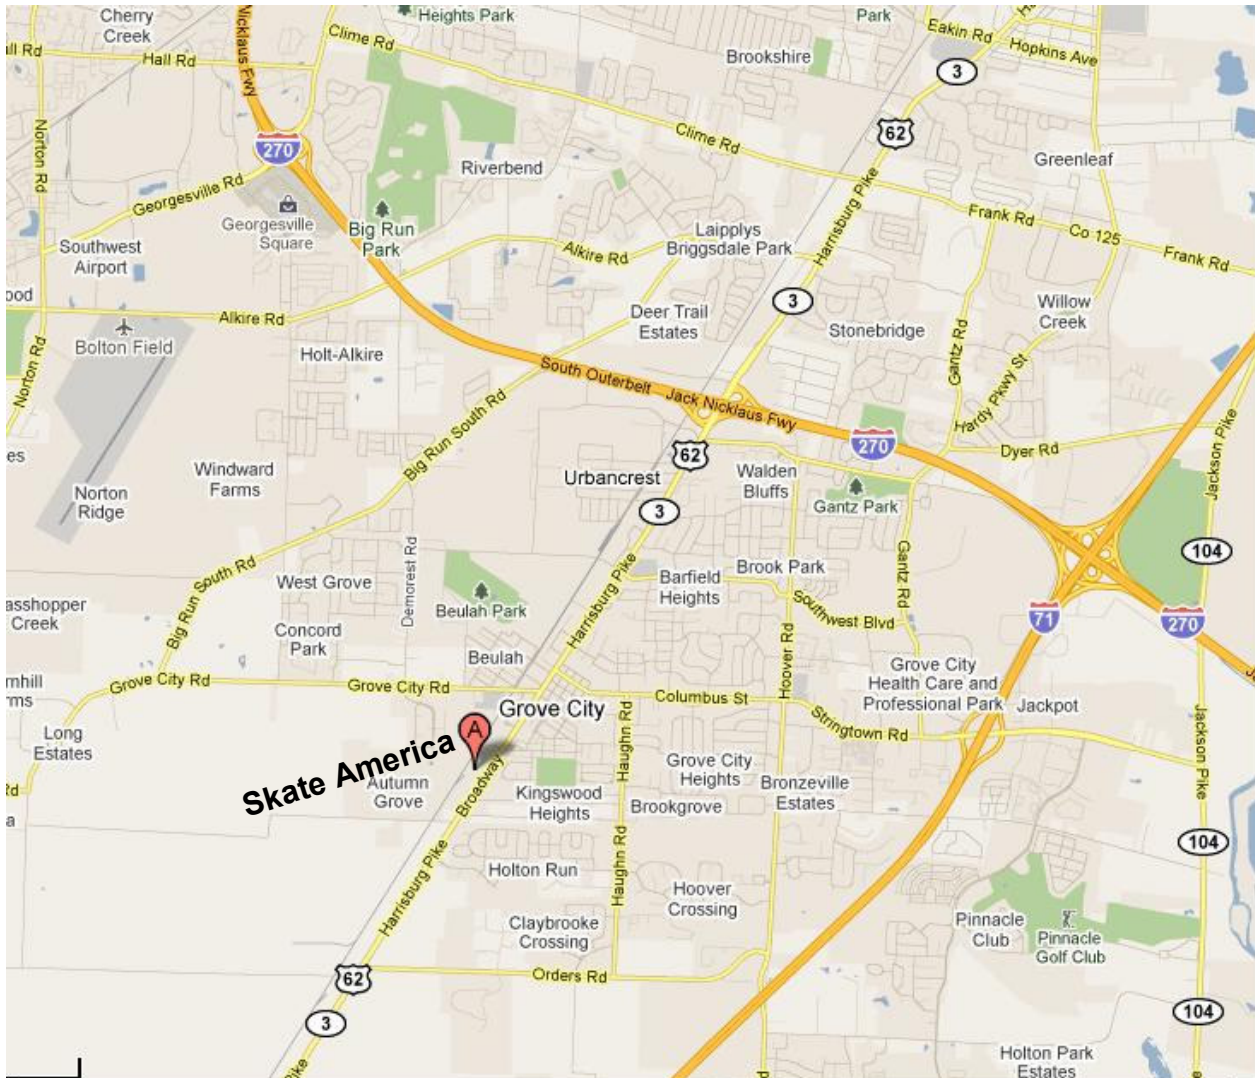 Cherry
Creek
Heights Park
Park
Eakin Rd
Hopkins Ave
Hall Rd
Clime Rd
Nicklaus Fwy
Brookshire
3
62
270
Norton Rd
Riverbend
Clime Rd
Greenleaf
Georgesville Rd
Georgesville
Square
Big Run
Park
Harrisburg Pike
Frank Rd
Co 125
Frank Rd
Southwest
Airport
Alkire Rd
Laipplys
Briggsdale Park
3
Alkire Rd
Bolton Field
Deer Trail
Estates
Stonebridge
Willow
Creek
Holt-Alkire
Norton Rd
Gantz Rd
Hardy Pkwy St
South Outerbelt
Jack Nicklaus Fwy
Big Run South Rd
270
Dyer Rd
Jackson Pike
62
Urbancrest
Walden
Bluffs
Windward
Farms
Norton
Ridge
Gantz Park
3
104
Demorest Rd
Gantz Rd
Big Run South Rd
West Grove
Beulah Park
Harrisburg Pike
Barfield
Heights
Brook Park
Southwest Blvd
71
270
Creek
Concord
Park
Beulah
Hoover Rd
Grove City
Health Care and
Professional Park
Jackpot
Grove City Rd
Grove City Rd
Columbus St
Stringtown Rd
Grove City
Long
Estates
A
Skate America
Haughn Rd
Jackson Pike
Autumn
Grove
Broadway
Kingswood
Heights
Grove City
Heights
Brookgrove
Bronzeville
Estates
104
Harrisburg Pike
Holton Run
Haughn Rd
Hoover
Crossing
Claybrooke
Crossing
Pinnacle
Club
Pinnacle
Golf Club
62
Orders Rd
3
104
Holton Park
Estates